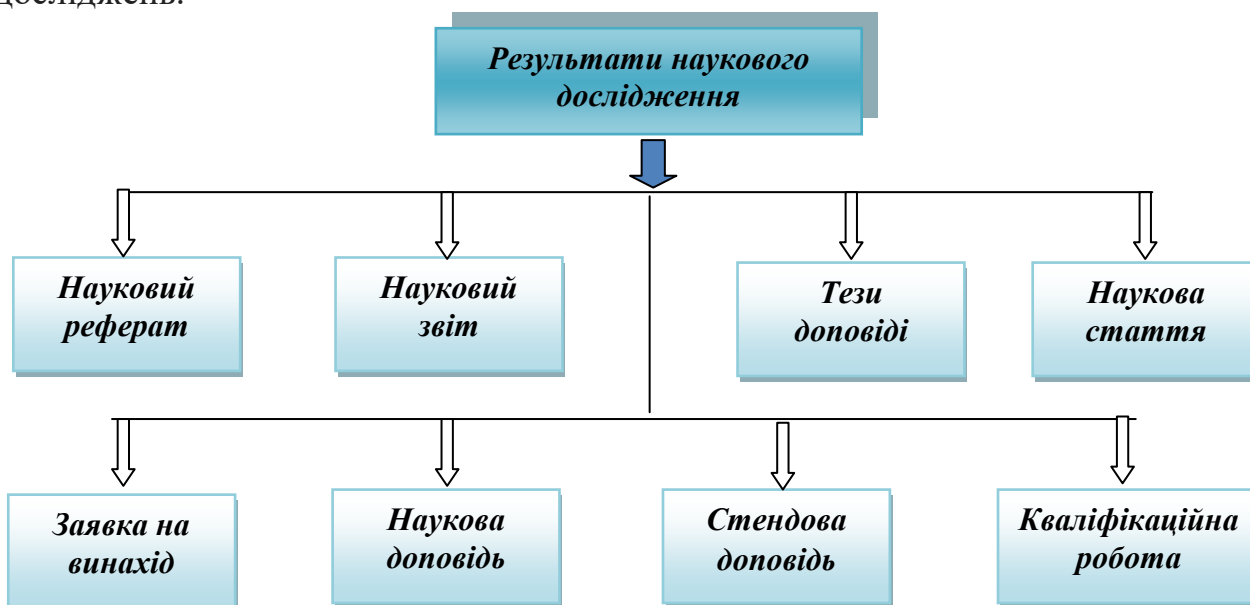 досліджень.
Результати наукового
дослідження
Науковий
реферат
Науковий
звіт
Тези
доповіді
Наукова
стаття
Заявка на
винахід
Наукова
доповідь
Стендова
доповідь
Кваліфікаційна
робота